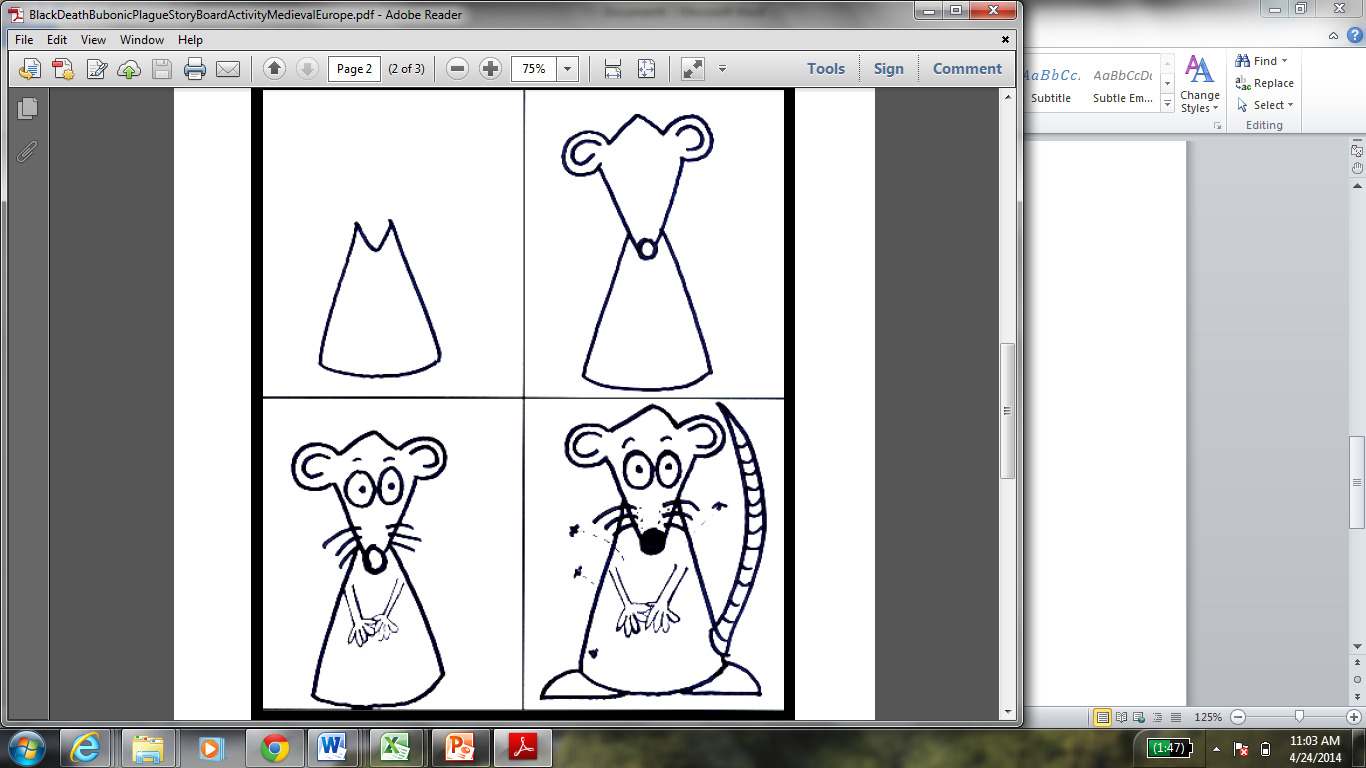 BlackDeathBubonicPlagueStoryBoardActivityMedievalEurope.pdf - Adobe Reader
File Edit View Window Help
Page 2 (2 of 3) 75% Tools Sign Comment
AaBbCc. AaBbCcDc
Subtitle Subtle Em...
Change Styles
Find
Replace
Select
Editing
125%
(1:47)
11:03 AM
4/24/2014